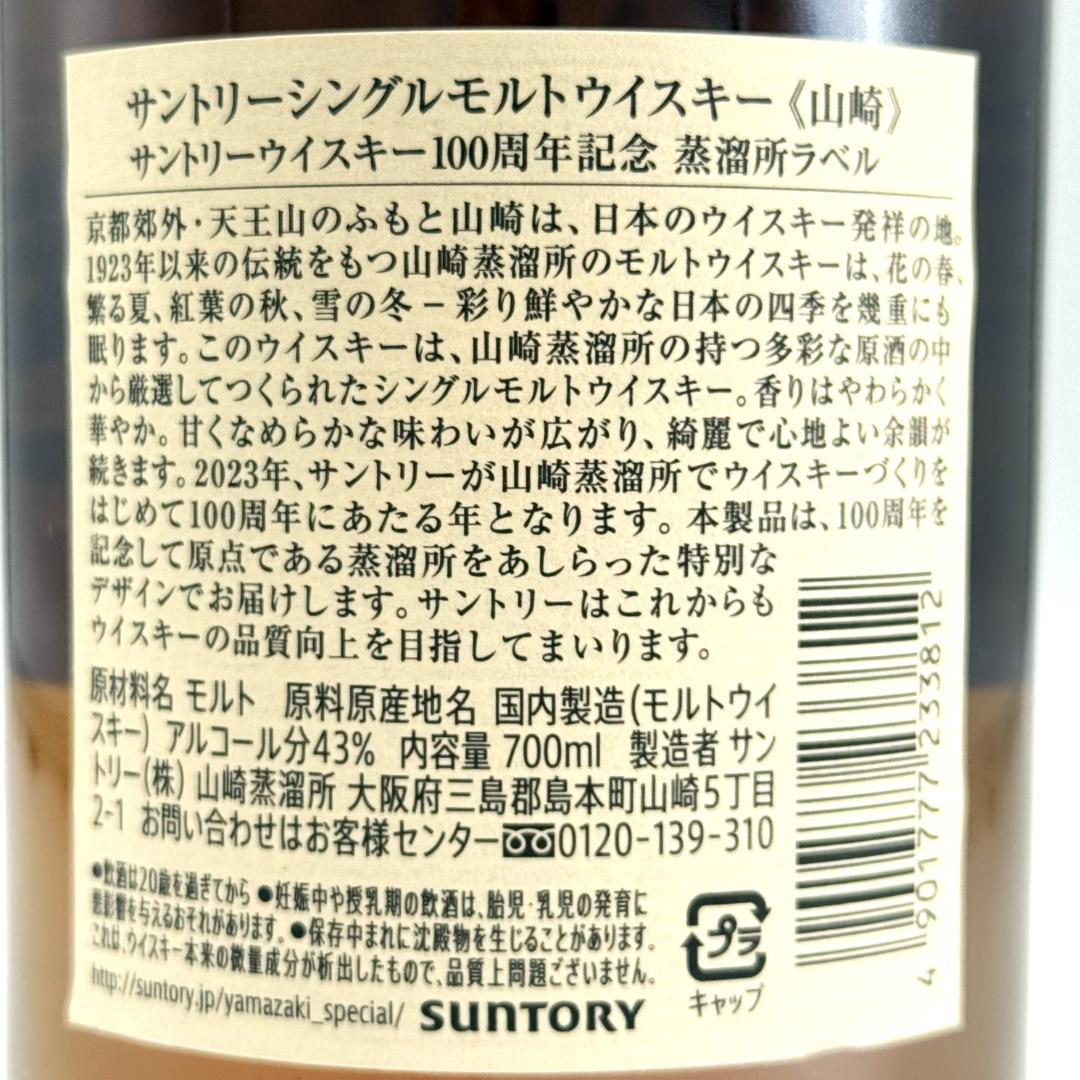 サントリーシングルモルトウイスキー《山崎》
サントリーウイスキー100周年記念 蒸溜所ラベル
京都郊外・天王山のふもと山崎は、日本のウイスキー発祥の地。
1923年以来の伝統をもつ山崎蒸溜所のモルトウイスキーは、花の春、
繁る夏、紅葉の秋、雪の冬－彩り鮮やかな日本の四季を幾重にも
眠ります。このウイスキーは、山崎蒸溜所の持つ多彩な原酒の中
から厳選してつくられたシングルモルトウイスキー。香りはやわらかく
華やか。甘くなめらかな味わいが広がり、綺麗で心地よい余韻が
続きます。2023年、サントリーが山崎蒸溜所でウイスキーづくりを
はじめて100周年にあたる年となります。本製品は、100周年を
記念して原点である蒸溜所をあしらった特別な
デザインでお届けします。サントリーはこれからも
ウイスキーの品質向上を目指してまいります。
原材料名 モルト 原料原産地名 国内製造(モルトウイ
スキー) アルコール分43% 内容量 700ml 製造者 サン
トリー(株) 山崎蒸溜所 大阪府三島郡島本町山崎5丁目
2-1 お問い合わせはお客様センター0120-139-310
●飲酒は20歳を過ぎてから ●妊娠中や授乳期の飲酒は、胎児・乳児の発育に
悪影響を与えるおそれがあります。●保存中まれに沈殿物を生じることがあります。
これは、ウイスキー本来の微量成分が析出したもので、品質上問題ございません。
http://suntory.jp/yamazaki_special/ SUNTORY
プラ
キャップ
4 901777 233812